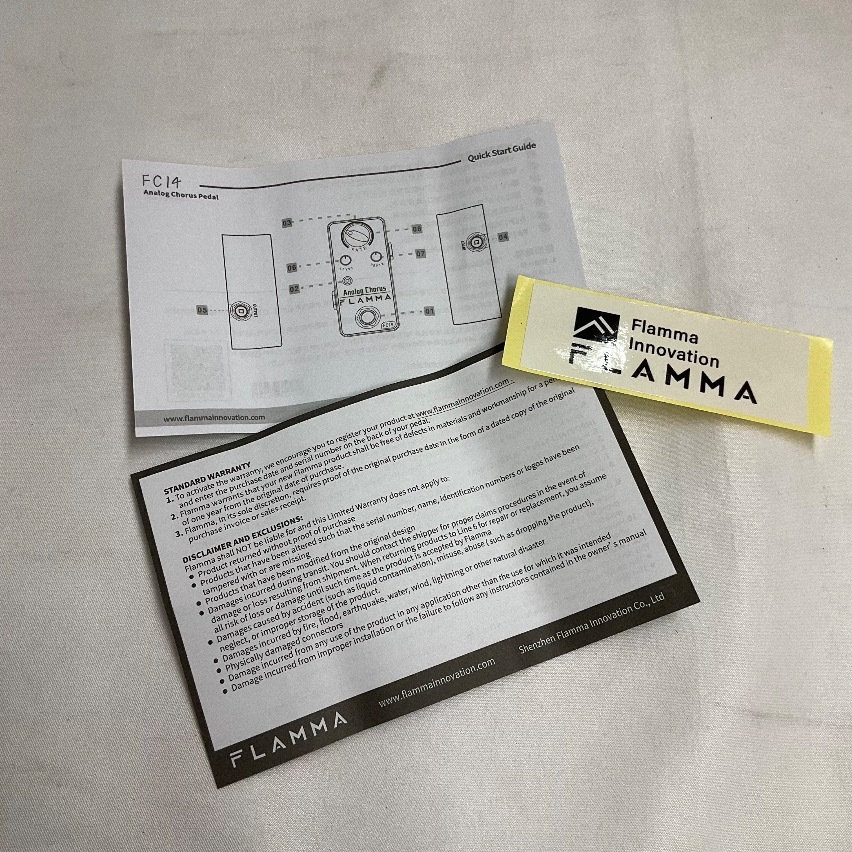 FC14
Analog Chorus Pedal
Quick Start Guide
03
08
04
06
07
02
05
01
RATE
Analog Chorus
FLAMMA
FC14
www.flammainnovation.com
Flamma
Innovation
FLAMMA
STANDARD WARRANTY
1. To activate the warranty, we encourage you to register your product at www.flammainnovation.com
and enter the purchase date and serial number on the back of your pedal.
2. Flamma warrants that your new Flamma product shall be free of defects in materials and workmanship for a
of one year from the original date of purchase.
3. Flamma, in its sole discretion, requires proof of the original purchase date in the form of a dated copy of the original
purchase invoice or sales receipt.
DISCLAIMER AND EXCLUSIONS:
Flamma shall NOT be liable for and this Limited Warranty does not apply to:
● Product returned without proof of purchase
● Products that have been altered such that the serial number, name, identification numbers or logos have been
tampered with or are missing
● Products that have been modified from the original design
● Damages incurred during transit. You should contact the shipper for proper claims procedures in the event of
damage or loss resulting from shipment. When returning products to Line 6 for repair or replacement, you assume
all risk of loss or damage until such time as the product is accepted by Flamma
● Damages caused by accident (such as liquid contamination), misuse, abuse (such as dropping the product),
neglect, or improper storage of the product.
● Damages incurred by fire, flood, earthquake, water, wind, lightning or other natural disaster
● Physically damaged connectors
● Damage incurred from any use of the product in any application other than the use for which it was intended
● Damage incurred from improper installation or the failure to follow any instructions contained in the owner's manual
FLAMMA
www.flammainnovation.com
Shenzhen Flamma Innovation Co., Ltd